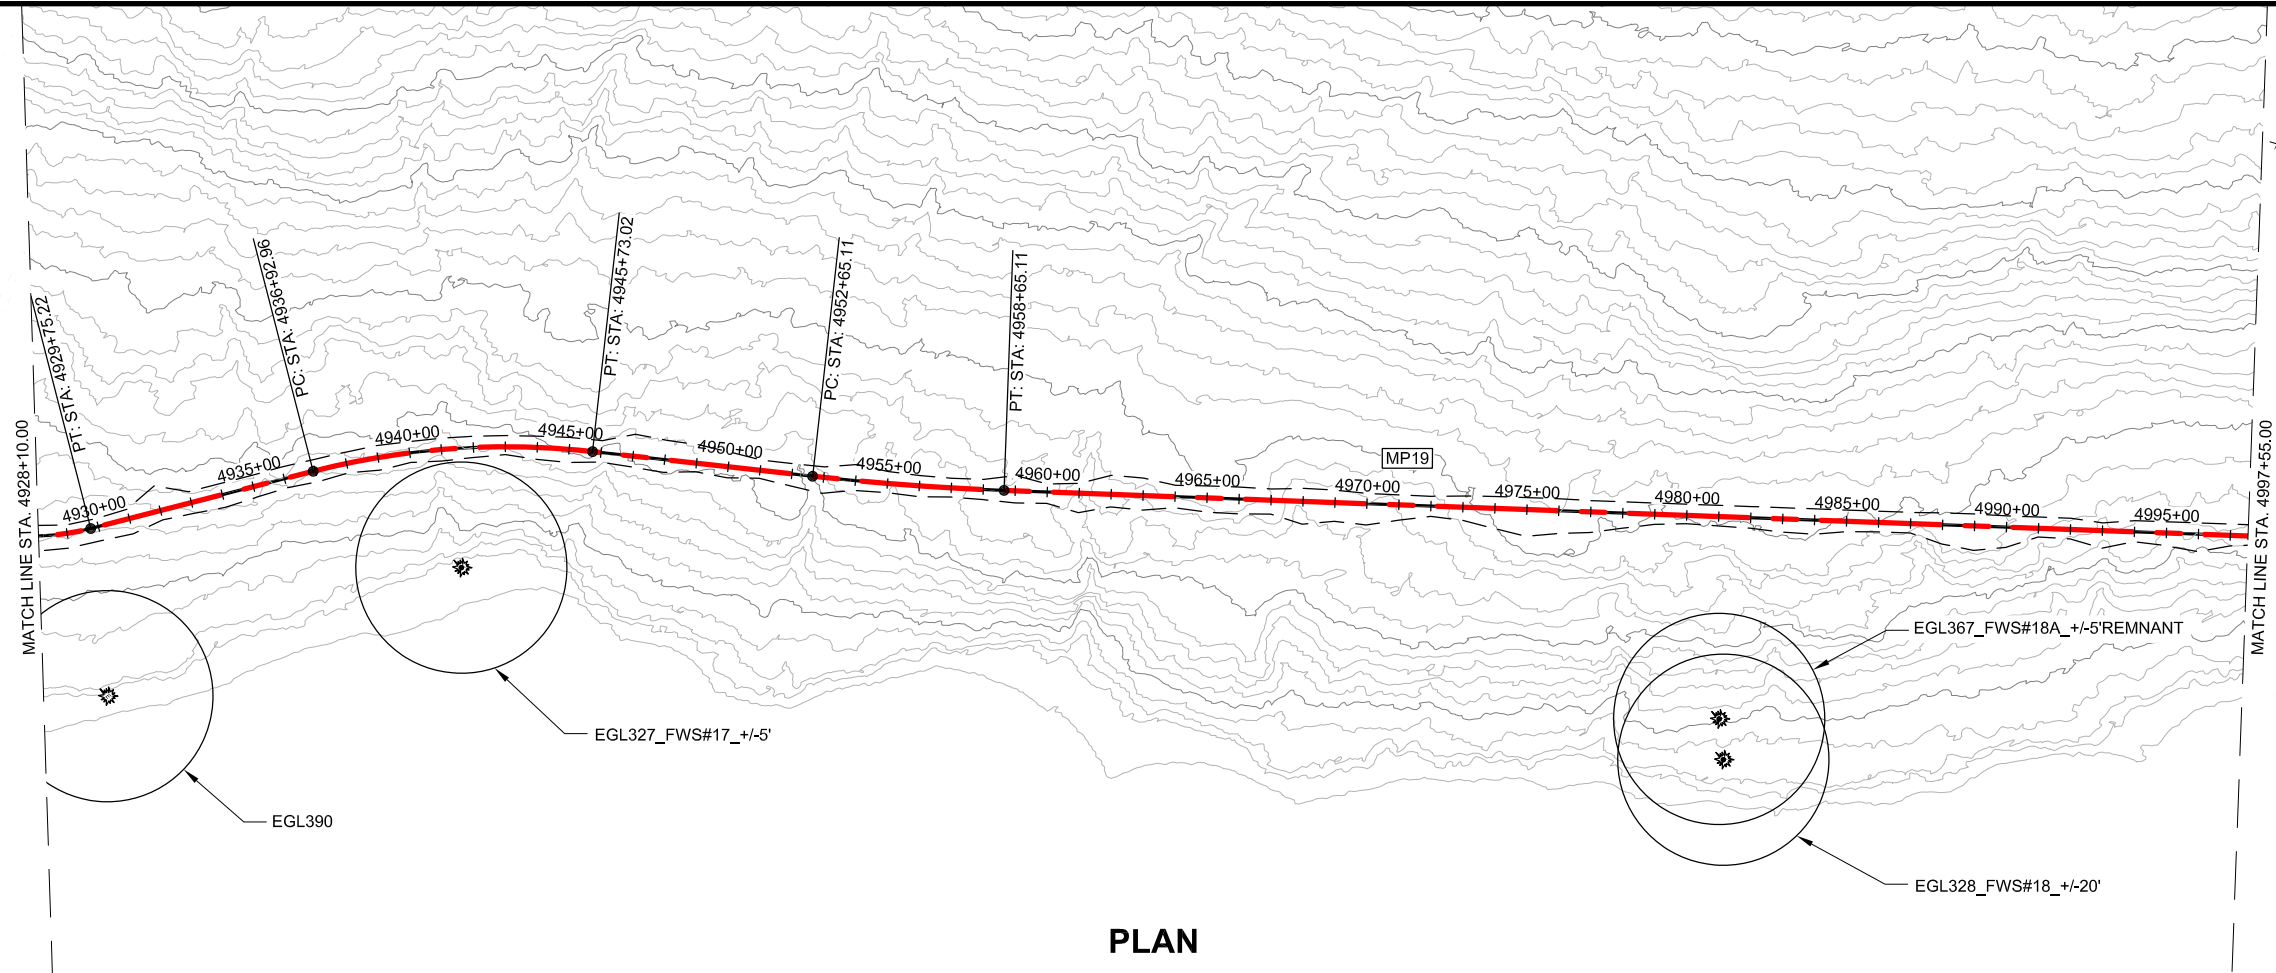 PT: STA: 4929+75.22
PC: STA: 4936+92.96
PT: STA: 4945+73.02
PC: STA: 4952+65.11
PT: STA: 4958+65.11
MATCH LINE STA. 4928+10.00
4930+00
4935+00
4940+00
4945+00
4950+00
4955+00
4960+00
4965+00
4970+00
4975+00
4980+00
4985+00
4990+00
4995+00
MP19
MATCH LINE STA. 4997+55.00
EGL367_FWS#18A_+/-5'REMNANT
EGL327_FWS#17_+/-5'
EGL390
EGL328_FWS#18_+/-20'
PLAN